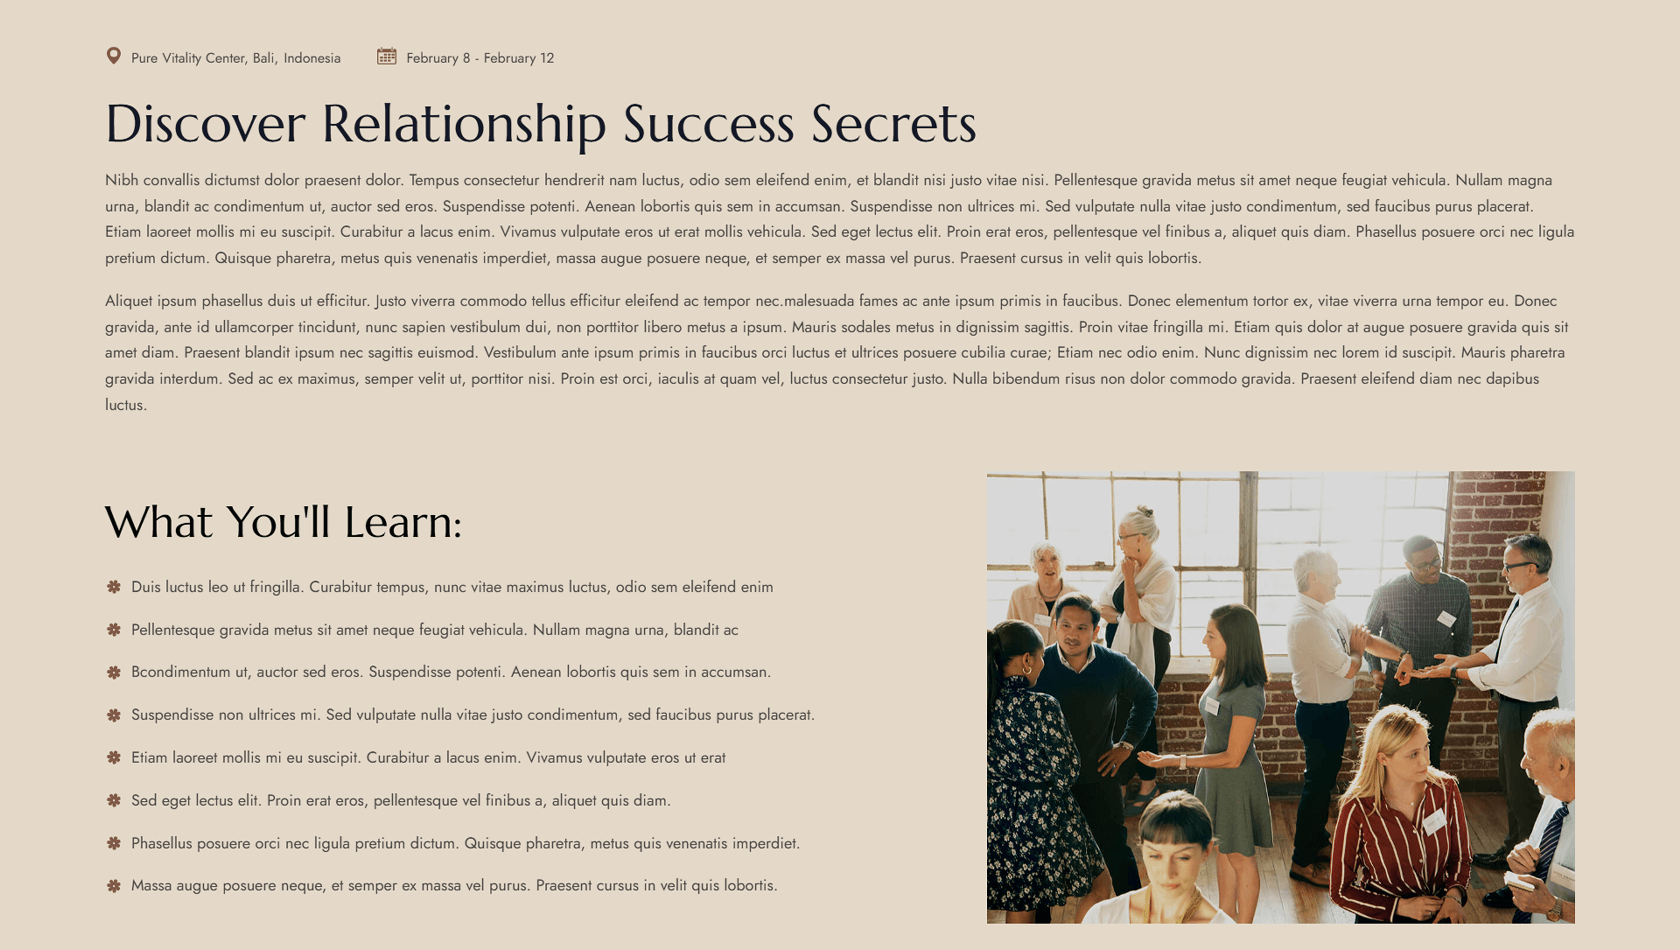 Pure Vitality Center, Bali, Indonesia
February 8 - February 12
Discover Relationship Success Secrets
Nibh convallis dictumst dolor praesent dolor. Tempus consectetur hendrerit nam luctus, odio sem eleifend enim, et blandit nisi justo vitae nisi. Pellentesque gravida metus sit amet neque feugiat vehicula. Nullam magna
urna, blandit ac condimentum ut, auctor sed eros. Suspendisse potenti. Aenean lobortis quis sem in accumsan. Suspendisse non ultrices mi. Sed vulputate nulla vitae justo condimentum, sed faucibus purus placerat.
Etiam laoreet mollis mi eu suscipit. Curabitur a lacus enim. Vivamus vulputate eros ut erat mollis vehicula. Sed eget lectus elit. Proin erat eros, pellentesque vel finibus a, aliquet quis diam. Phasellus posuere orci nec ligula
pretium dictum. Quisque pharetra, metus quis venenatis imperdiet, massa augue posuere neque, et semper ex massa vel purus. Praesent cursus in velit quis lobortis.
Aliquet ipsum phasellus duis ut efficitur. Justo viverra commodo tellus efficitur eleifend ac tempor nec.malesuada fames ac ante ipsum primis in faucibus. Donec elementum tortor ex, vitae viverra urna tempor eu. Donec
gravida, ante id ullamcorper tincidunt, nunc sapien vestibulum dui, non porttitor libero metus a ipsum. Mauris sodales metus in dignissim sagittis. Proin vitae fringilla mi. Etiam quis dolor at augue posuere gravida quis sit
amet diam. Praesent blandit ipsum nec sagittis euismod. Vestibulum ante ipsum primis in faucibus orci luctus et ultrices posuere cubilia curae; Etiam nec odio enim. Nunc dignissim nec lorem id suscipit. Mauris pharetra
gravida interdum. Sed ac ex maximus, semper velit ut, porttitor nisi. Proin est orci, iaculis at quam vel, luctus consectetur justo. Nulla bibendum risus non dolor commodo gravida. Praesent eleifend diam nec dapibus
luctus.
What You'll Learn:
Duis luctus leo ut fringilla. Curabitur tempus, nunc vitae maximus luctus, odio sem eleifend enim
Pellentesque gravida metus sit amet neque feugiat vehicula. Nullam magna urna, blandit ac
Bcondimentum ut, auctor sed eros. Suspendisse potenti. Aenean lobortis quis sem in accumsan.
Suspendisse non ultrices mi. Sed vulputate nulla vitae justo condimentum, sed faucibus purus placerat.
Etiam laoreet mollis mi eu suscipit. Curabitur a lacus enim. Vivamus vulputate eros ut erat
Sed eget lectus elit. Proin erat eros, pellentesque vel finibus a, aliquet quis diam.
Phasellus posuere orci nec ligula pretium dictum. Quisque pharetra, metus quis venenatis imperdiet.
Massa augue posuere neque, et semper ex massa vel purus. Praesent cursus in velit quis lobortis.